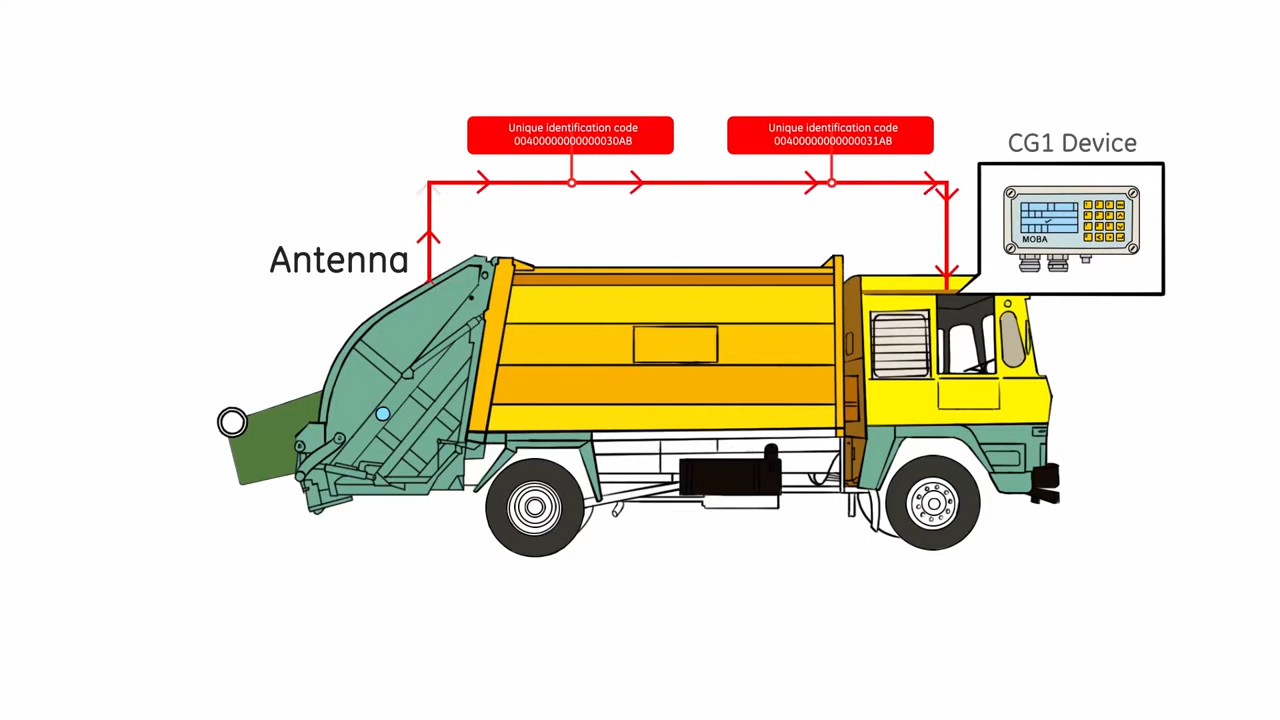 Unique identification code
00400000000000030AB
Unique identification code
00400000000000031AB
CG1 Device
MOBA
Antenna